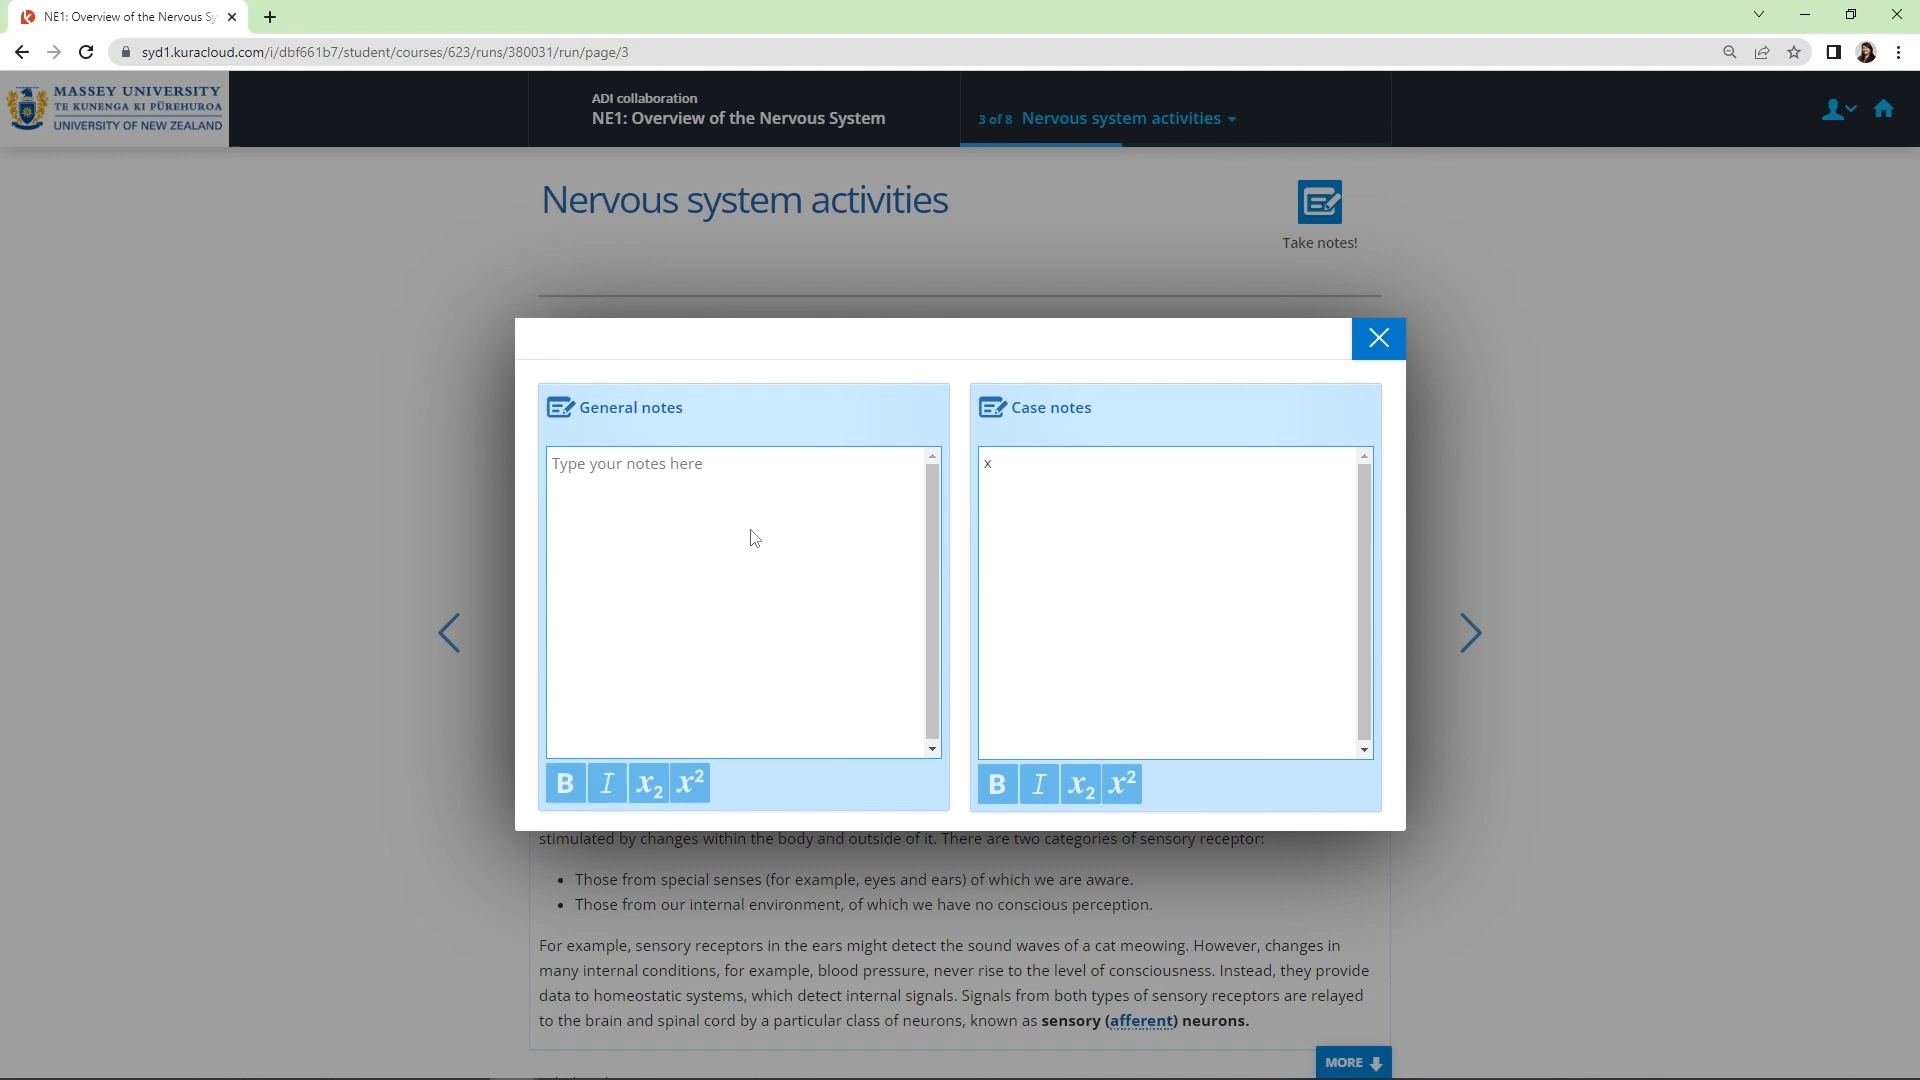 NE1: Overview of the Nervous Sy
syd1.kuracloud.com/i/dbf661b7/student/courses/623/runs/380031/run/page/3
MASSEY UNIVERSITY
TE KUNENGA KI PŪREHUROA
UNIVERSITY OF NEW ZEALAND
ADI collaboration
NE1: Overview of the Nervous System
3 of 8 Nervous system activities
Nervous system activities
Take notes!
General notes
Case notes
Type your notes here
x
B I x₂ x²
B I x₂ x²
stimulated by changes within the body and outside of it. There are two categories of sensory receptor:
• Those from special senses (for example, eyes and ears) of which we are aware.
• Those from our internal environment, of which we have no conscious perception.
For example, sensory receptors in the ears might detect the sound waves of a cat meowing. However, changes in
many internal conditions, for example, blood pressure, never rise to the level of consciousness. Instead, they provide
data to homeostatic systems, which detect internal signals. Signals from both types of sensory receptors are relayed
to the brain and spinal cord by a particular class of neurons, known as sensory (afferent) neurons.
MORE